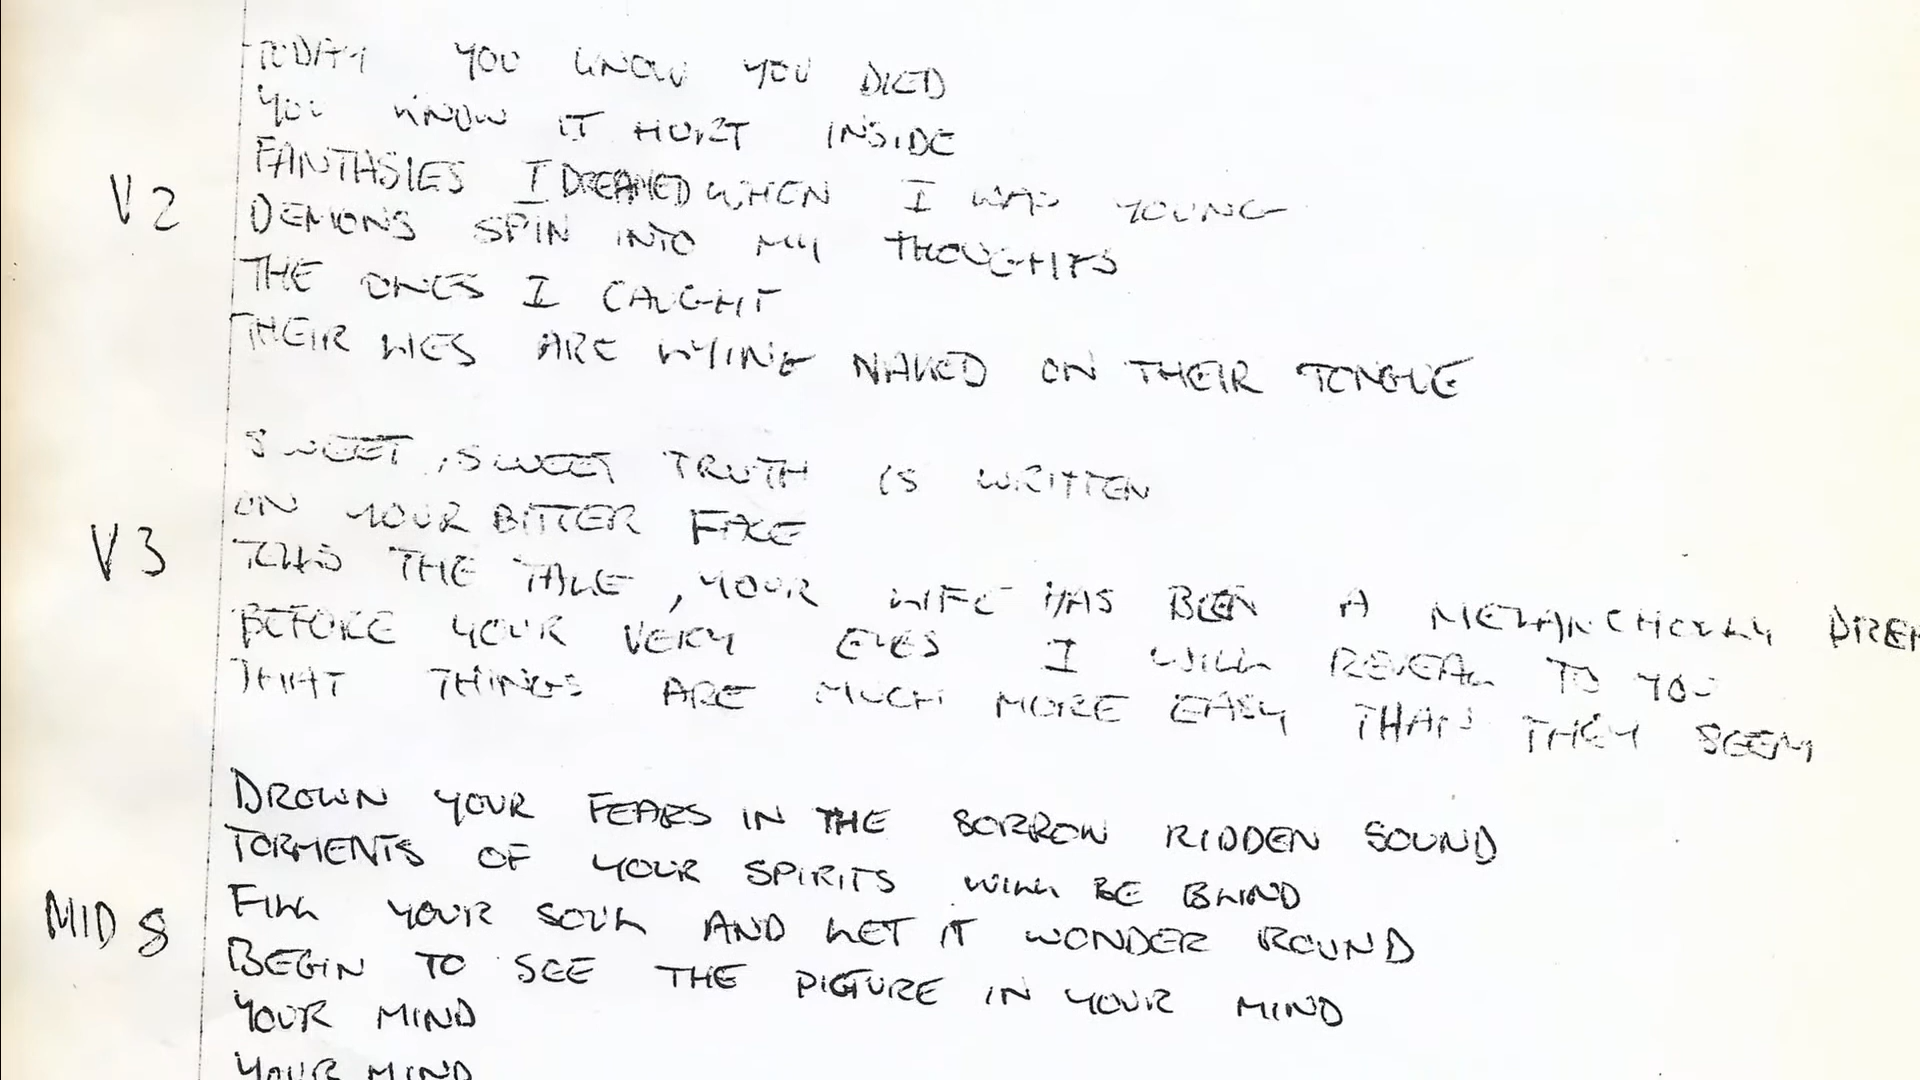 TODAY YOU KNOW YOU DIED
YOU KNOW IT HURT INSIDE
FANTASIES I DREAMED WHEN I WAS YOUNG
V2
DEMONS SPIN INTO MY THOUGHTS
THE ONES I CAUGHT
THEIR LIES ARE LYING NAKED ON THEIR TONGUE
SWEET, SWEET TRUTH IS WRITTEN
ON YOUR BITTER FACE
V3
THE TALE, YOUR LIFE HAS BEEN A MELANCHOLLY DREA
BEFORE YOUR VERY EYES I WILL REVEAL TO YOU
THAT THINGS ARE MUCH MORE EASY THAN THEY SEEM
DROWN YOUR FEARS IN THE SORROW RIDDEN SOUND
TORMENTS OF YOUR SPIRITS WILL BE BLIND
MID 8
FILL YOUR SOUL AND LET IT WONDER ROUND
BEGIN TO SEE THE PICTURE IN YOUR MIND
YOUR MIND
YOUR MIND